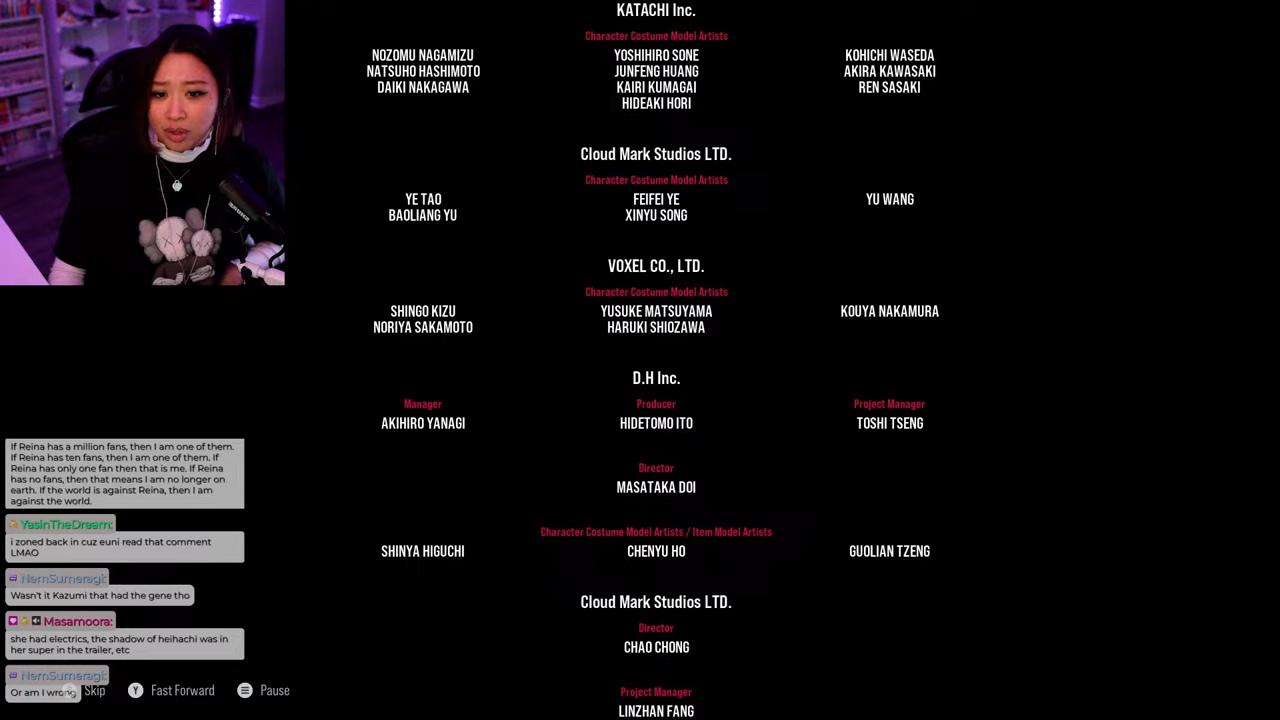 KATACHI Inc.
Character Costume Model Artists
NOZOMU NAGAMIZU YOSHIHIRO SONE KOHICHI WASEDA
NATSUHO HASHIMOTO JUNFENG HUANG AKIRA KAWASAKI
DAIKI NAKAGAWA KAIRI KUMAGAI REN SASAKI
HIDEAKI HORI
Cloud Mark Studios LTD.
Character Costume Model Artists
YE TAO FEIFEI YE YU WANG
BAOLIANG YU XINYU SONG
VOXEL CO., LTD.
Character Costume Model Artists
SHINGO KIZU YUSUKE MATSUYAMA KOUYA NAKAMURA
NORIYA SAKAMOTO HARUKI SHIOZAWA
D.H Inc.
Manager Producer Project Manager
AKIHIRO YANAGI HIDETOMO ITO TOSHI TSENG
Director
MASATAKA DOI
Character Costume Model Artists / Item Model Artists
SHINYA HIGUCHI CHENYU HO GUOLIAN TZENG
Cloud Mark Studios LTD.
Director
CHAO CHONG
Project Manager
LINZHAN FANG
If Reina has a million fans, then I am one of them.
If Reina has ten fans, then I am one of them. If
Reina has only one fan then that is me. If Reina
has no fans, then that means I am no longer on
earth. If the world is against Reina, then I am
against the world.
YasinTheDream:
i zoned back in cuz euni read that comment
LMAO
NemSumeragi:
Wasn't it Kazumi that had the gene tho
Masamoora:
she had electrics, the shadow of heihachi was in
her super in the trailer, etc
NemSumeragi:
Or am I wrong
Skip Y Fast Forward Pause